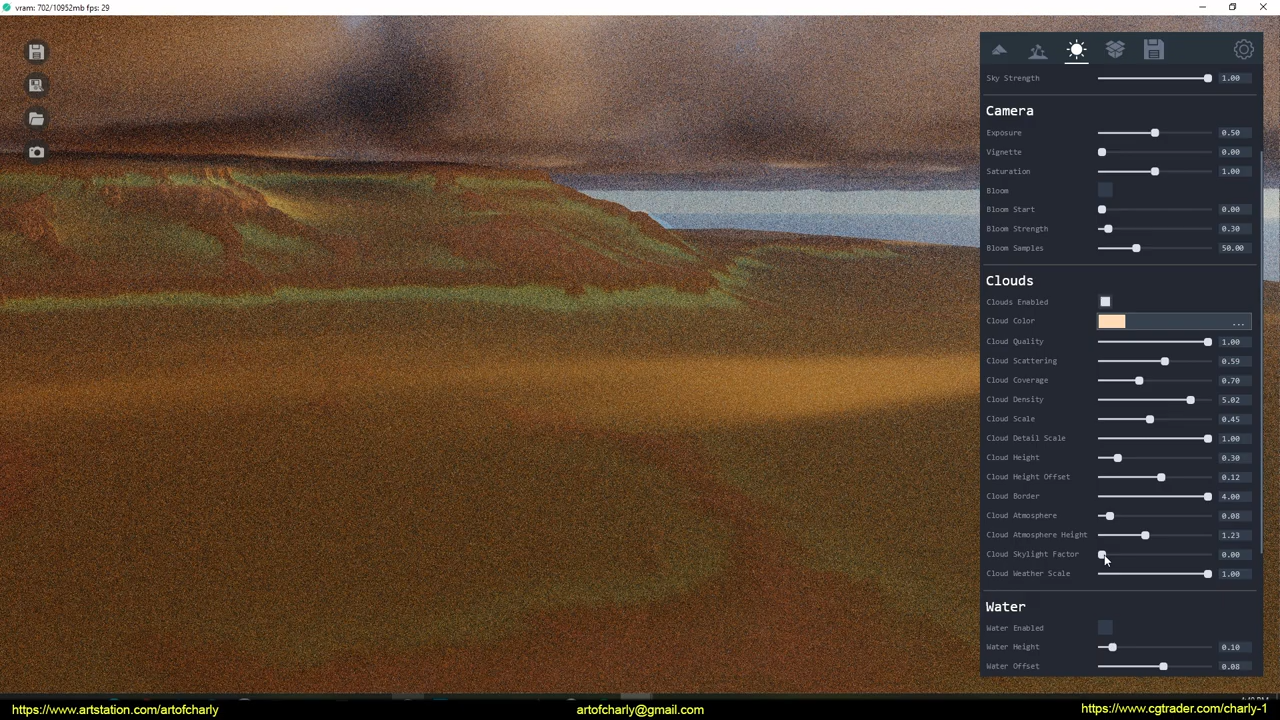 vram: 702/10952mb fps: 29
Sky Strength 1.00
Camera
Exposure 0.50
Vignette 0.00
Saturation 1.00
Bloom
Bloom Start 0.00
Bloom Strength 0.30
Bloom Samples 50.00
Clouds
Clouds Enabled
Cloud Color ...
Cloud Quality 1.00
Cloud Scattering 0.59
Cloud Coverage 0.70
Cloud Density 5.02
Cloud Scale 0.45
Cloud Detail Scale 1.00
Cloud Height 0.30
Cloud Height Offset 0.12
Cloud Border 4.00
Cloud Atmosphere 0.08
Cloud Atmosphere Height 1.23
Cloud Skylight Factor 0.00
Cloud Weather Scale 1.00
Water
Water Enabled
Water Height 0.10
Water Offset 0.08
https://www.artstation.com/artofcharly
artofcharly@gmail.com
https://www.cgtrader.com/charly-1